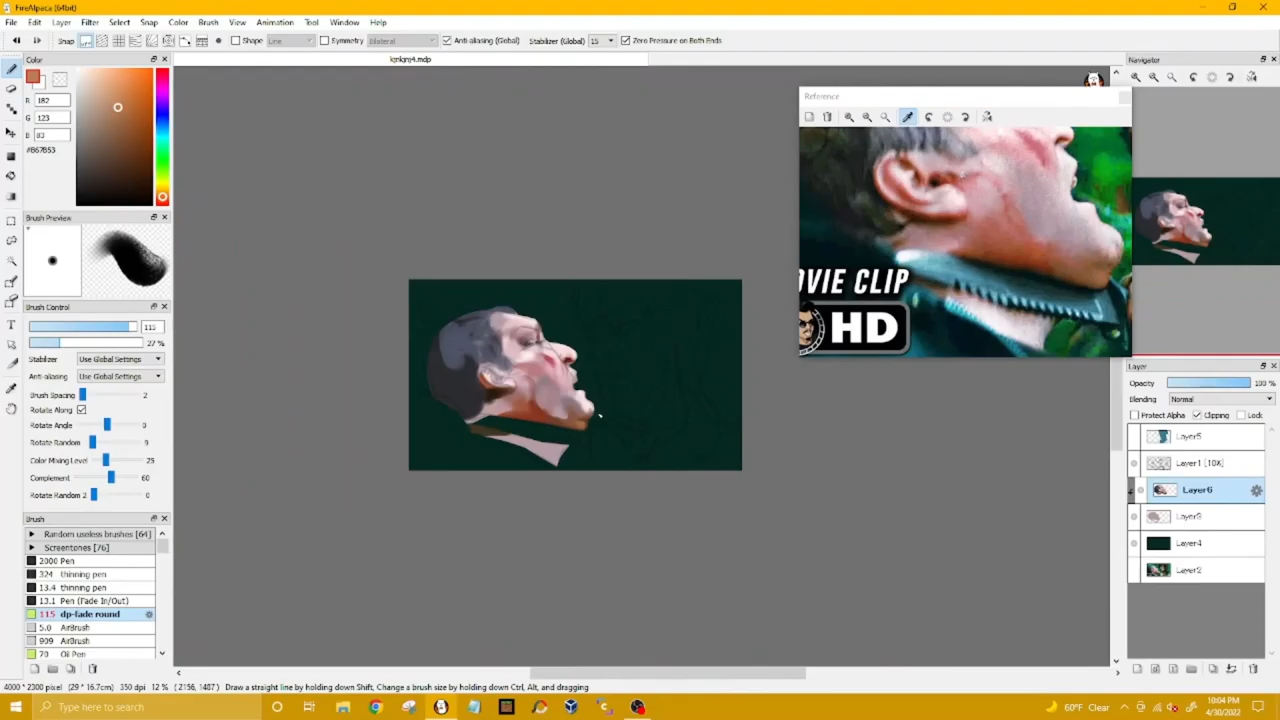 FireAlpaca (64bit)
File Edit Layer Filter Select Snap Color Brush View Animation Tool Window Help
Snap Shape Line Symmetry Bilateral Anti-aliasing (Global) Stabilizer (Global) 15 Zero Pressure on Both Ends
Color
R 182
G 123
B 83
#B67B53
Brush Preview
Brush Control
115
27 %
Stabilizer Use Global Settings
Anti-aliasing Use Global Settings
Brush Spacing 2
Rotate Along
Rotate Angle 0
Rotate Random 9
Color Mixing Level 25
Complement 60
Rotate Random 2 0
Brush
Random useless brushes [64]
Screentones [76]
2000 Pen
324 thinning pen
13.4 thinning pen
13.1 Pen (Fade In/Out)
115 dp-fade round
5.0 AirBrush
909 AirBrush
70 Oil Pen
Reference
OVIE CLIP
HD
Navigator
Layer
Opacity 100 %
Blending Normal
Protect Alpha Clipping Lock
Layer5
Layer1 [10X]
Layer6
Layer3
Layer4
Layer2
4000 * 2300 pixel (29 * 16.7cm) 350 dpi 12 % (2156, 1487) Draw a straight line by holding down Shift, Change a brush size by holding down Ctrl, Alt, and dragging
Type here to search
60°F Clear
10:04 PM
4/30/2022